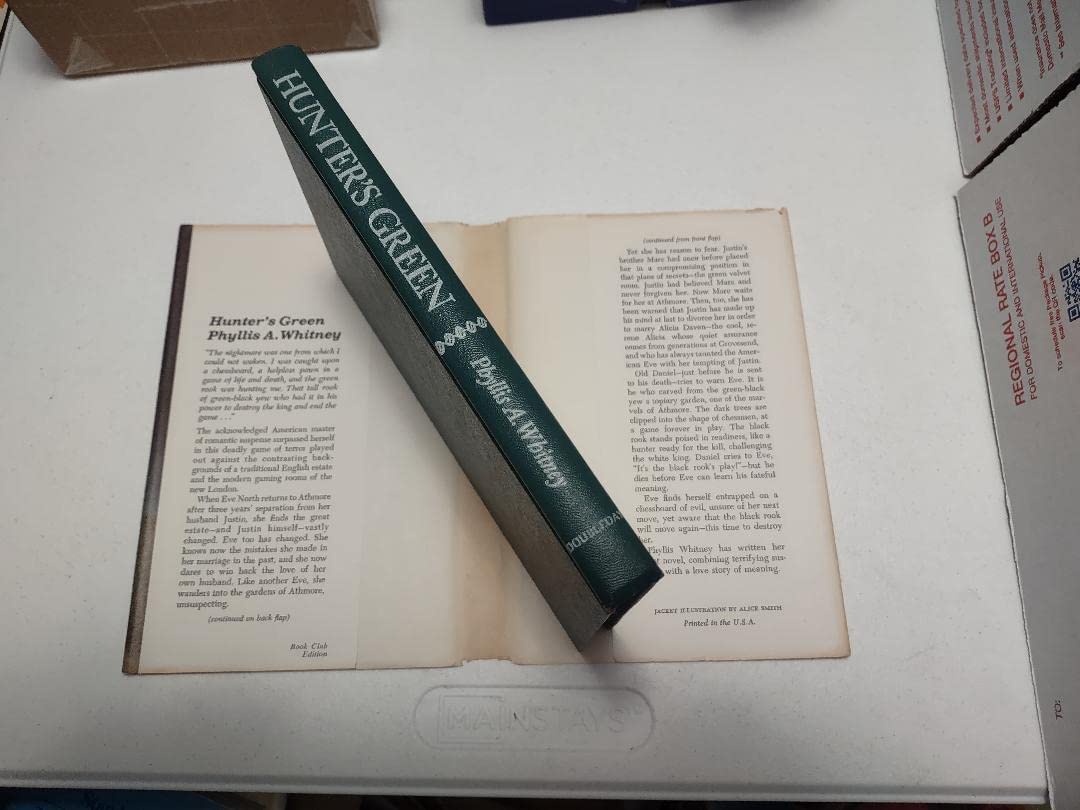 HUNTER'S GREEN
Phyllis A. Whitney
DOUBLEDAY
Hunter's Green
Phyllis A. Whitney
"The nightmare was one from which I
could not waken. I was caught upon
a chessboard, a helpless pawn in a
game of life and death, and the green
rook was hunting me. That tall rook
of green-black yew who had it in his
power to destroy the king and end the
game . . ."
The acknowledged American master
of romantic suspense surpassed herself
in this deadly game of terror played
out against the contrasting back-
grounds of a traditional English estate
and the modern gaming rooms of the
new London.
When Eve North returns to Athmore
after three years' separation from her
husband Justin, she finds the great
estate—and Justin himself—vastly
changed. Eve too has changed. She
knows now the mistakes she made in
her marriage in the past, and she now
dares to win back the love of her
own husband. Like another Eve, she
wanders into the gardens of Athmore,
unsuspecting.
(continued on back flap)
Book Club
Edition
(continued from front flap)
Yet she has reason to fear. Justin's
brother Marc had once before placed
her in a compromising position in
that place of secrets—the green velvet
room. Justin had believed Marc and
never forgiven her. Now Marc waits
for her at Athmore. Then, too, she has
been warned that Justin has made up
his mind at last to divorce her in order
to marry Alicia Daven—the cool, se-
rene Alicia whose quiet assurance
comes from generations at Grovesend,
and who has always taunted the Amer-
ican Eve with her tempting of Justin.
Old Daniel—just before he is sent
to his death—tries to warn Eve. It is
he who carved from the green-black
yew a topiary garden, one of the mar-
vels of Athmore. The dark trees are
clipped into the shape of chessmen, at
a game forever in play. The black
rook stands poised in readiness, like a
hunter ready for the kill, challenging
the white king. Daniel cries to Eve,
"It's the black rook's play!"—but he
dies before Eve can learn his fateful
meaning.
Eve finds herself entrapped on a
chessboard of evil, unsure of her next
move, yet aware that the black rook
will move again—this time to destroy
her.
Phyllis Whitney has written her
novel, combining terrifying sus-
with a love story of meaning.
JACKET ILLUSTRATION BY ALICE SMITH
Printed in the U.S.A.
MAINSTAYS
REGIONAL RATE BOX B
FOR DOMESTIC AND INTERNATIONAL USE
To schedule free Package Pickup,
scan the QR code.
TO: